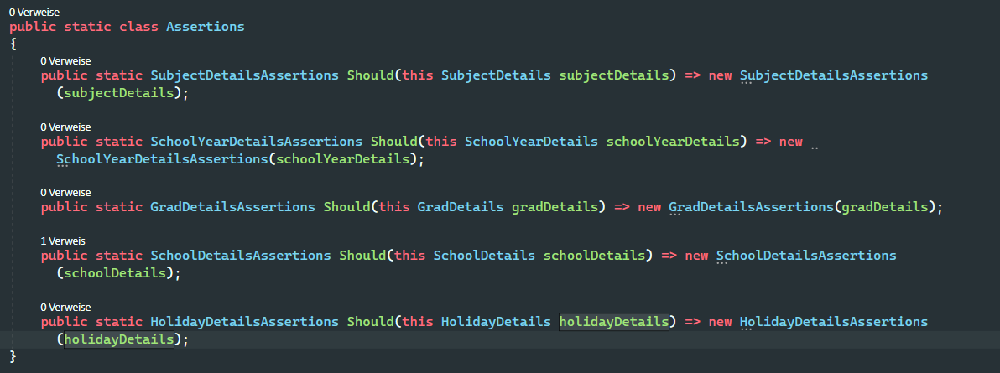 0 Verweise
public static class Assertions
{
0 Verweise
public static SubjectDetailsAssertions Should(this SubjectDetails subjectDetails) => new SubjectDetailsAssertions
(subjectDetails);
0 Verweise
public static SchoolYearDetailsAssertions Should(this SchoolYearDetails schoolYearDetails) => new
SchoolYearDetailsAssertions(schoolYearDetails);
0 Verweise
public static GradDetailsAssertions Should(this GradDetails gradDetails) => new GradDetailsAssertions(gradDetails);
1 Verweis
public static SchoolDetailsAssertions Should(this SchoolDetails schoolDetails) => new SchoolDetailsAssertions
(schoolDetails);
0 Verweise
public static HolidayDetailsAssertions Should(this HolidayDetails holidayDetails) => new HolidayDetailsAssertions
(holidayDetails);
}